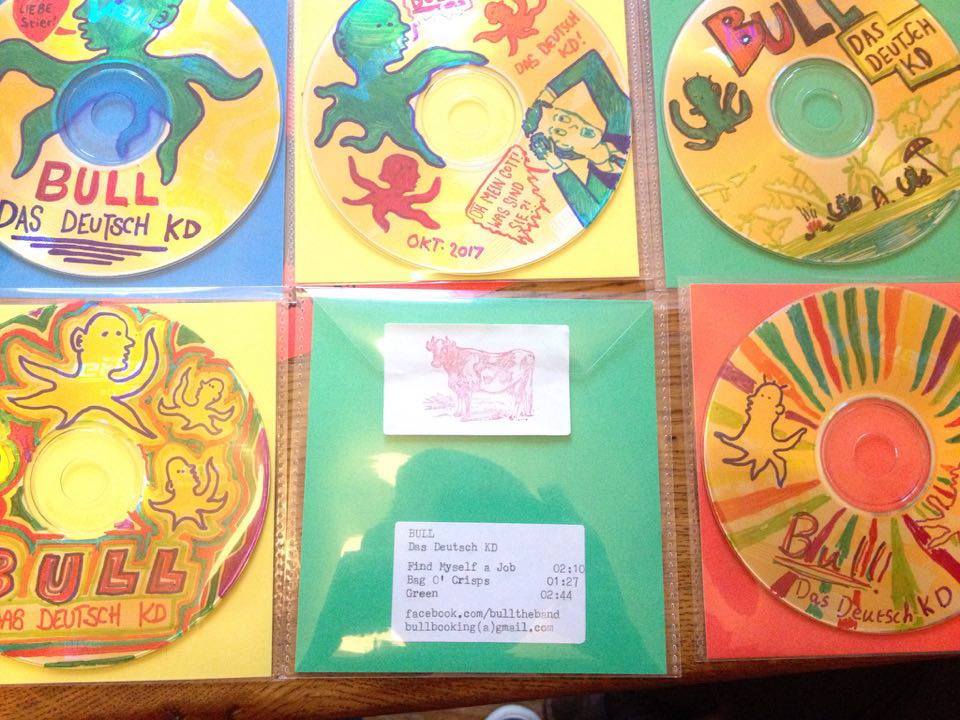 LIEBE
Stier!
BULL
DAS DEUTSCH KD
DAS DEUTSCH
KD!
OH MEIN GOTT!
WAS SIND
SIE ?!
OKT. 2017
BULL
DAS
DEUTSCH
KD
BULL
DAS DEUTSCH KD
BULL
Das Deutsch KD
Find Myself a Job 02:10
Bag O' Crisps 01:27
Green 02:44
facebook.com/bulltheband
bullbooking(a)gmail.com
Bull
Das Deutsch KD